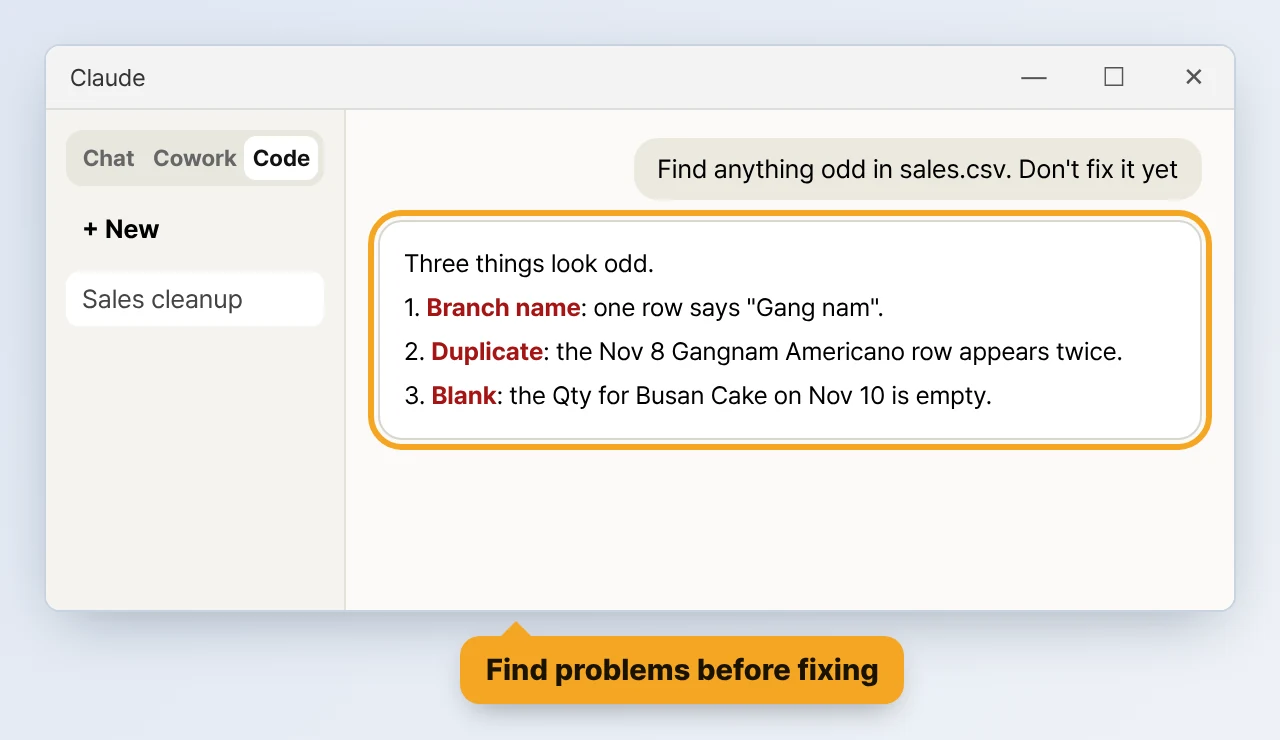 Claude
Chat Cowork Code
+ New
Sales cleanup
Find anything odd in sales.csv. Don't fix it yet
Three things look odd.
1. Branch name: one row says "Gang nam".
2. Duplicate: the Nov 8 Gangnam Americano row appears twice.
3. Blank: the Qty for Busan Cake on Nov 10 is empty.
Find problems before fixing